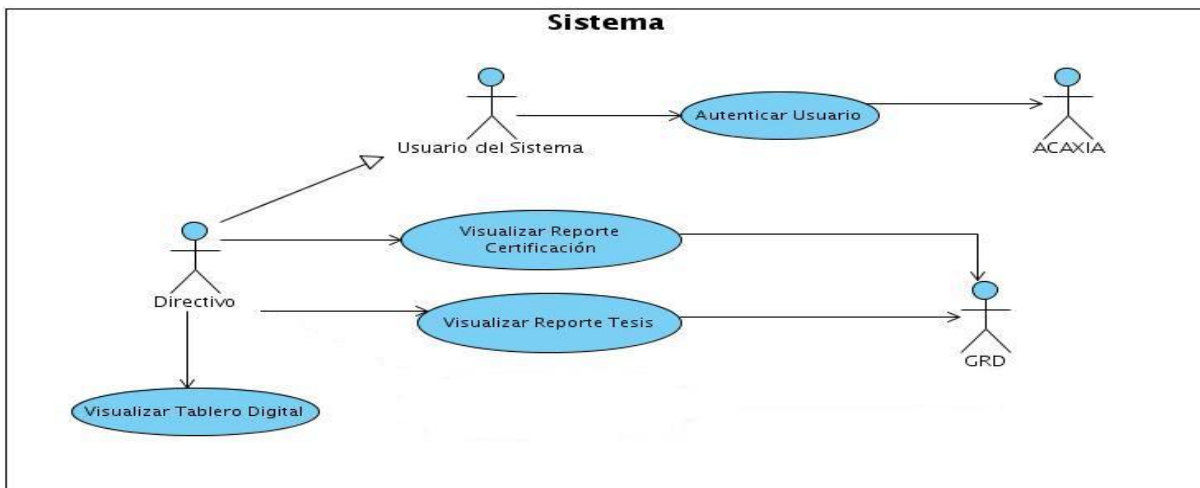 Sistema
Autenticar Usuario
Usuario del Sistema
ACAXIA
Visualizar Reporte
Certificación
Directivo
Visualizar Reporte Tesis
GRD
Visualizar Tablero Digital